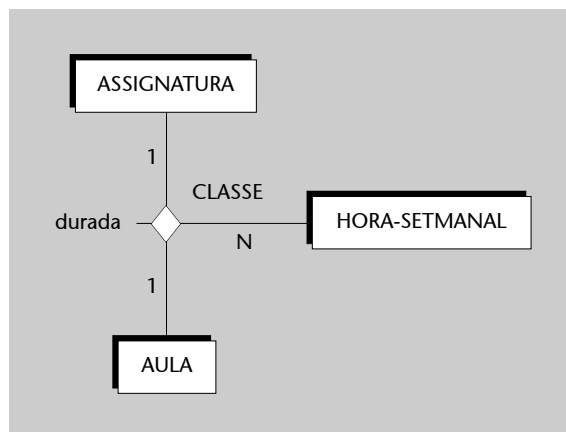 ASSIGNATURA
1
CLASSE
durada
HORA-SETMANAL
N
1
AULA